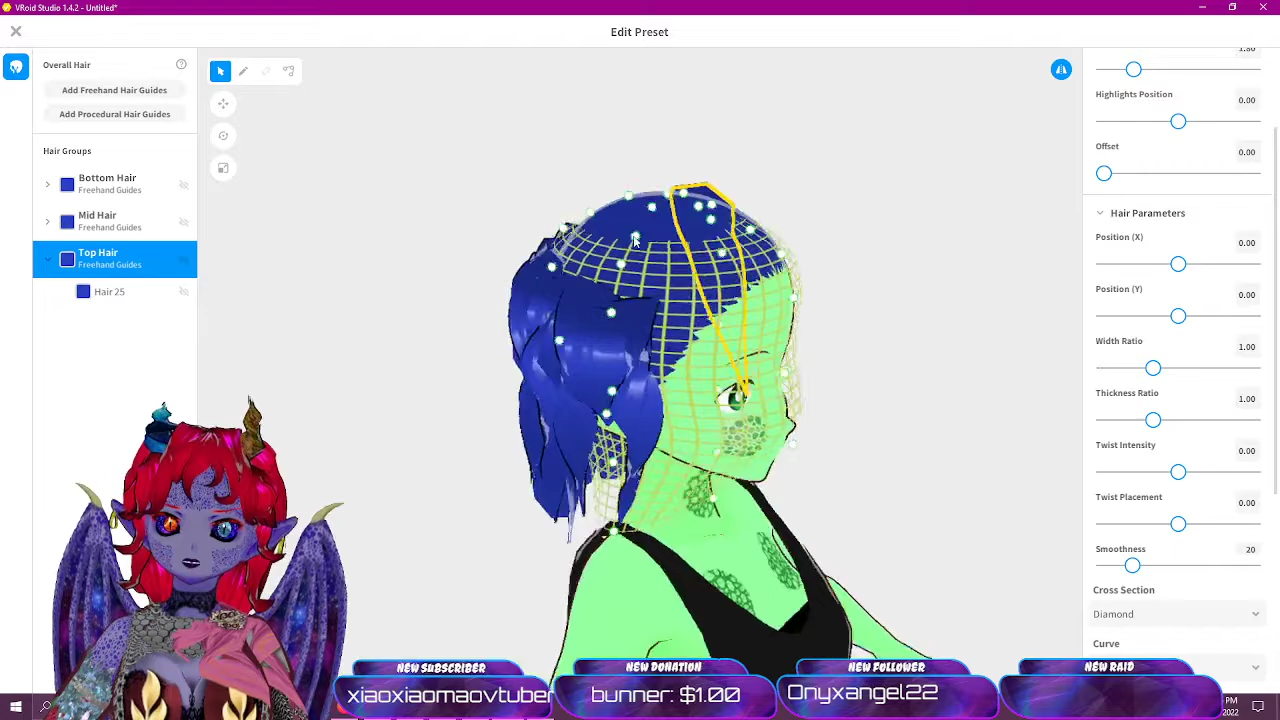 VRoid Studio 1.4.2 - Untitled*
Edit Preset
Overall Hair
Add Freehand Hair Guides
Add Procedural Hair Guides
Hair Groups
Bottom Hair
Freehand Guides
Mid Hair
Freehand Guides
Top Hair
Freehand Guides
Hair 25
1.80
Highlights Position
0.00
Offset
0.00
Hair Parameters
Position (X)
0.00
Position (Y)
0.00
Width Ratio
1.00
Thickness Ratio
1.00
Twist Intensity
0.00
Twist Placement
0.00
Smoothness
20
Cross Section
Diamond
Curve
NEW SUBSCRIBER
xiaoxiaomaovtuber
NEW DONATION
bunner: $1.00
NEW FOLLOWER
Onyxangel22
NEW RAID
PM